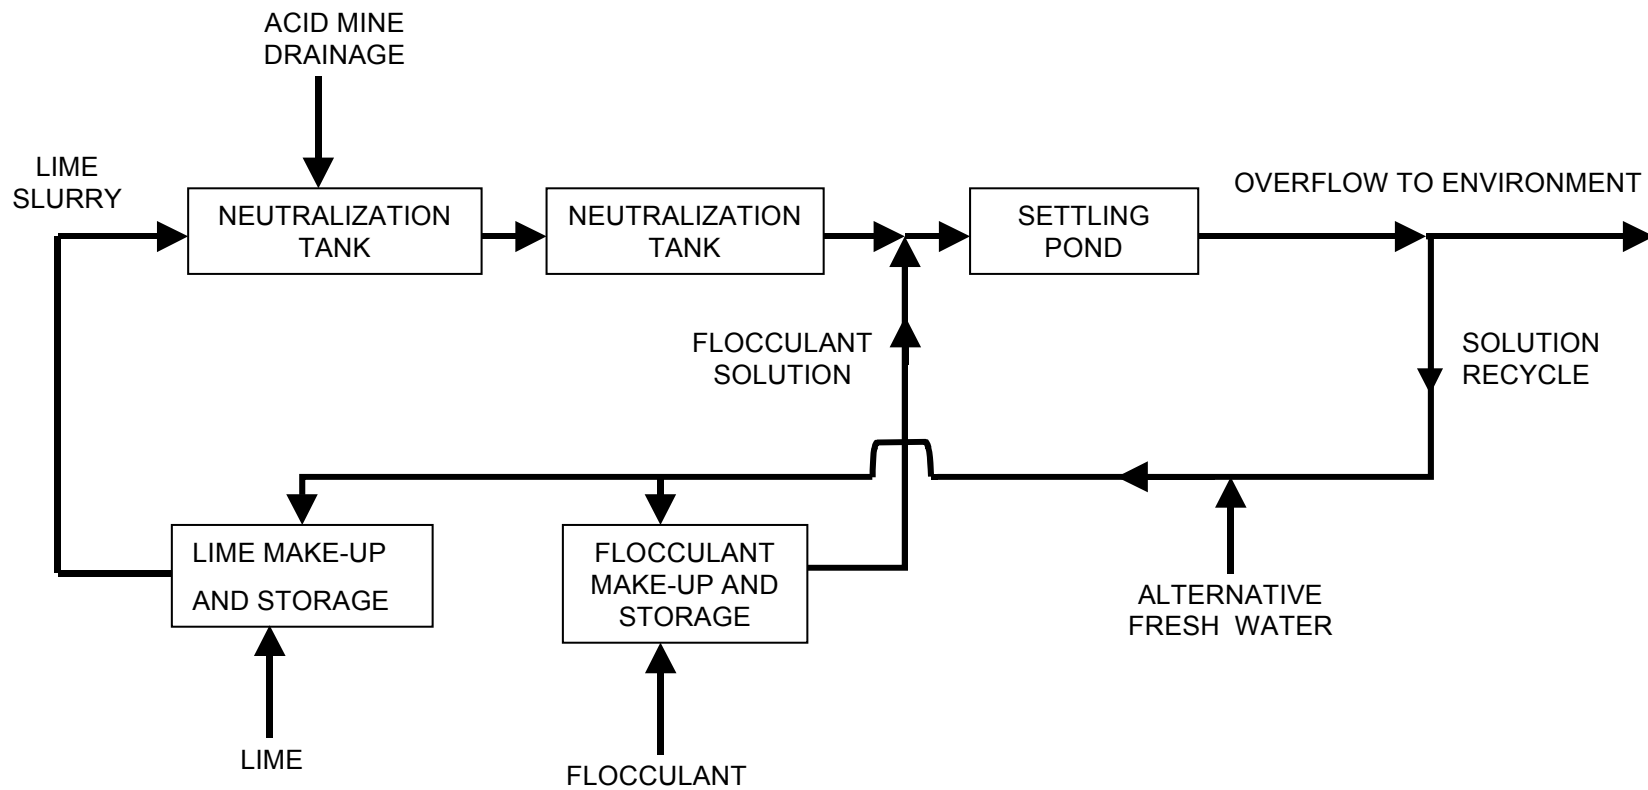 ACID MINE
DRAINAGE
LIME
SLURRY
NEUTRALIZATION
TANK
NEUTRALIZATION
TANK
SETTLING
POND
OVERFLOW TO ENVIRONMENT
FLOCCULANT
SOLUTION
SOLUTION
RECYCLE
LIME MAKE-UP
AND STORAGE
FLOCCULANT
MAKE-UP AND
STORAGE
ALTERNATIVE
FRESH WATER
LIME
FLOCCULANT